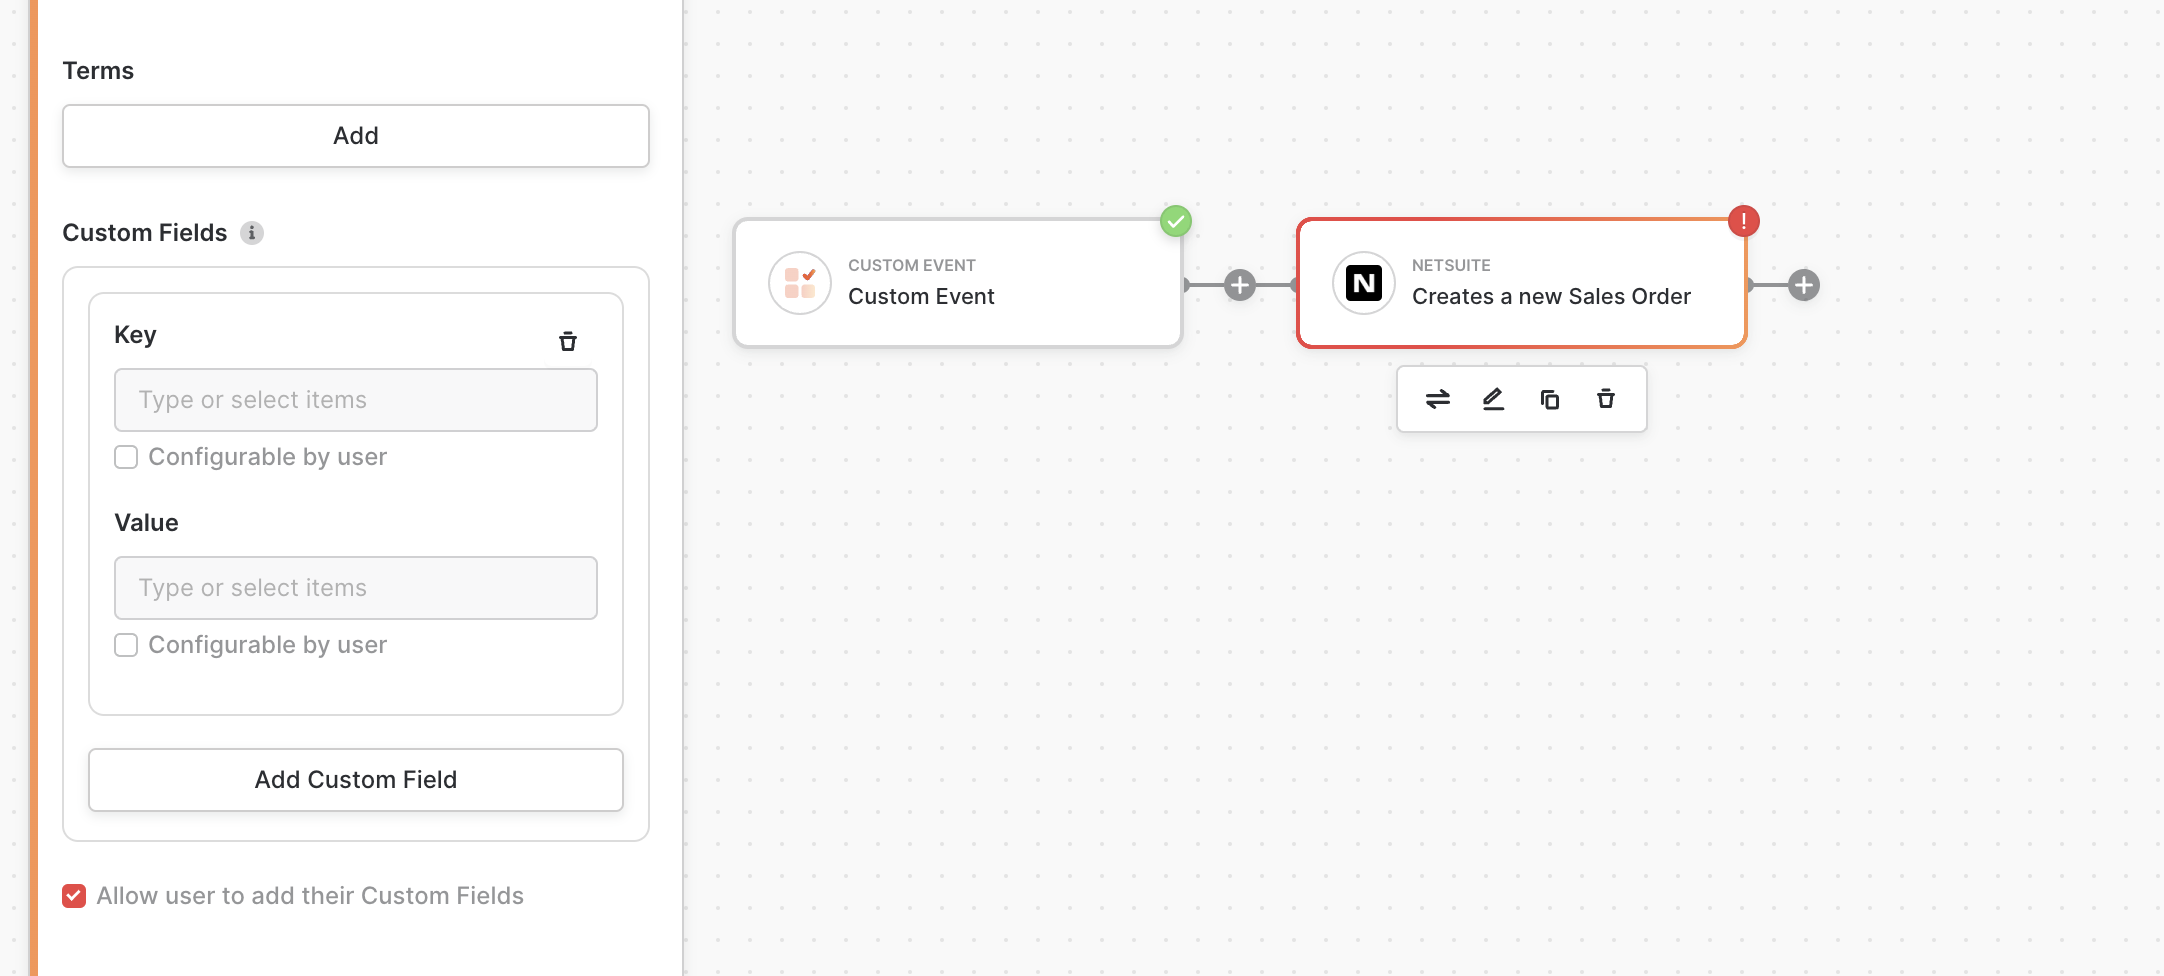 Terms
Add
Custom Fields
Key
Type or select items
Configurable by user
Value
Type or select items
Configurable by user
Add Custom Field
Allow user to add their Custom Fields
CUSTOM EVENT
Custom Event
N
NETSUITE
Creates a new Sales Order